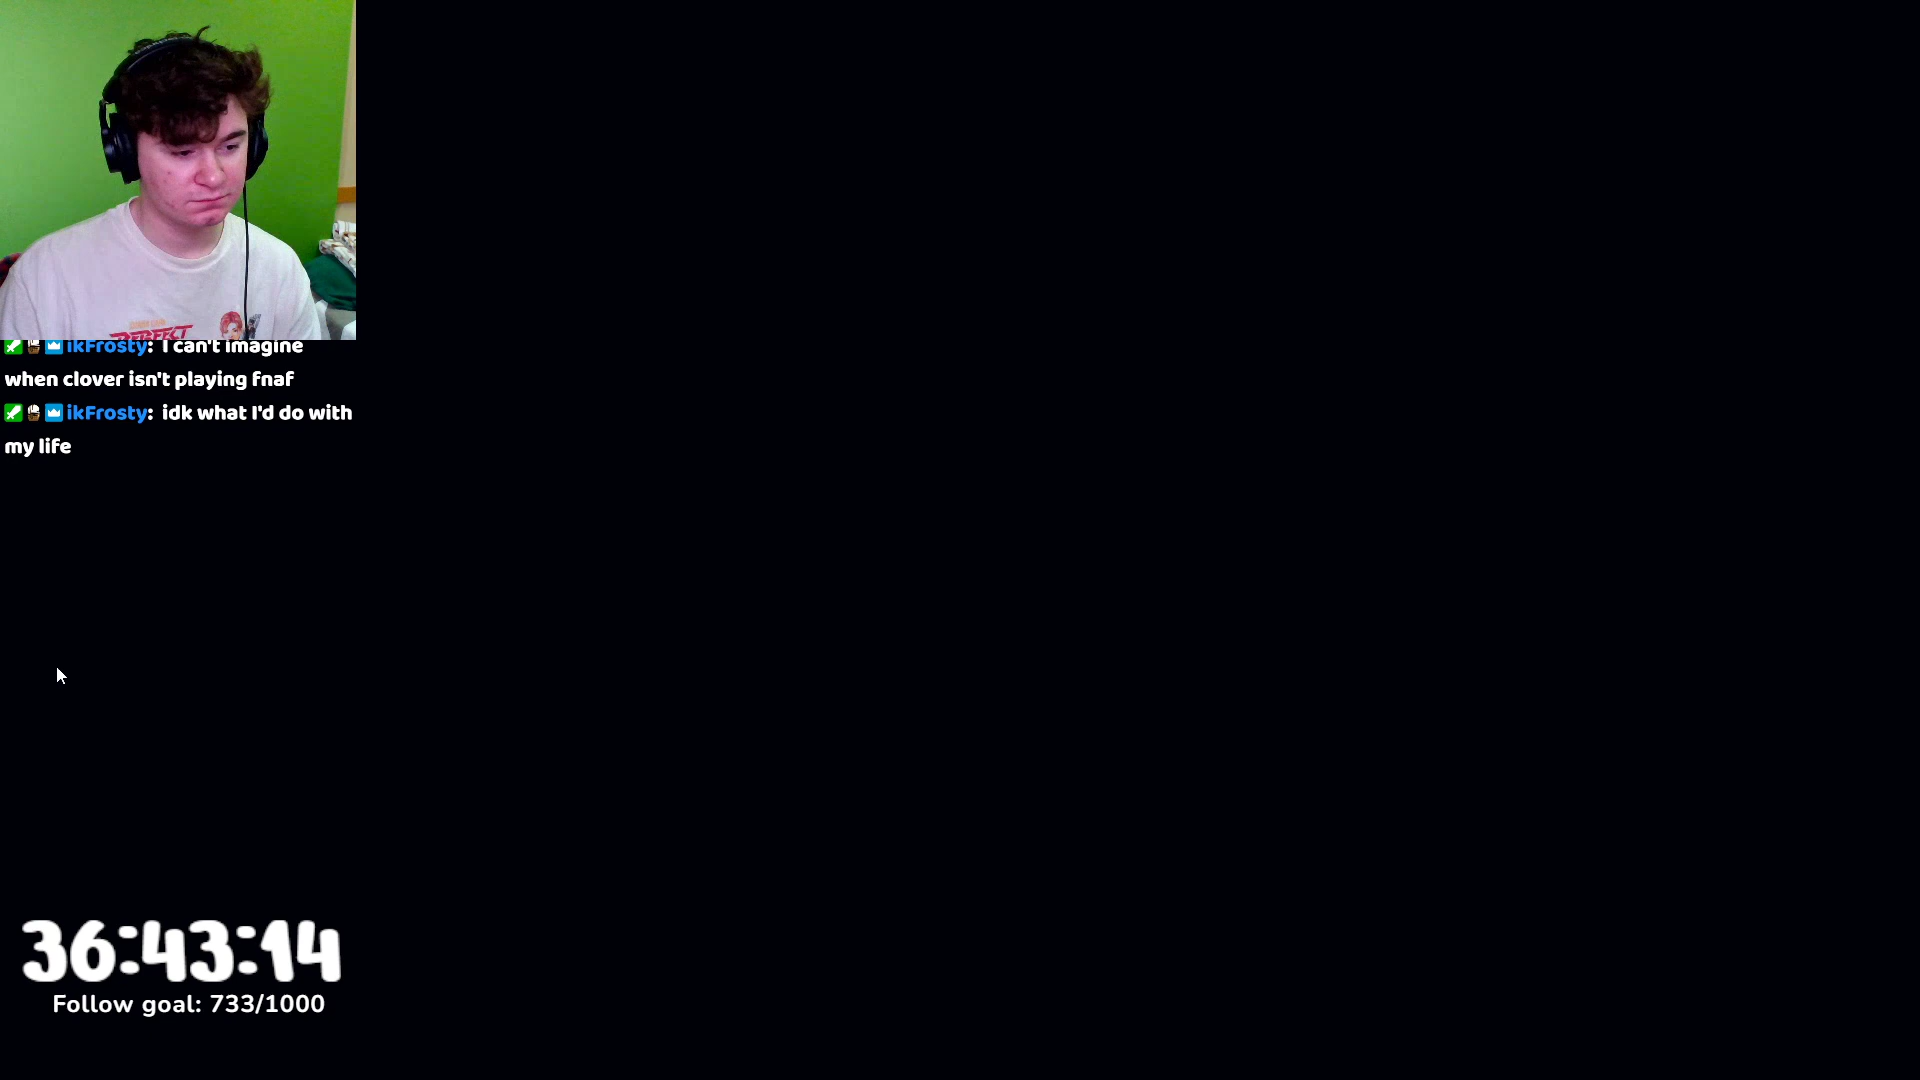 PERFECT
ikFrosty: I can't imagine
when clover isn't playing fnaf
ikFrosty: idk what I'd do with
my life
36:43:14
Follow goal: 733/1000